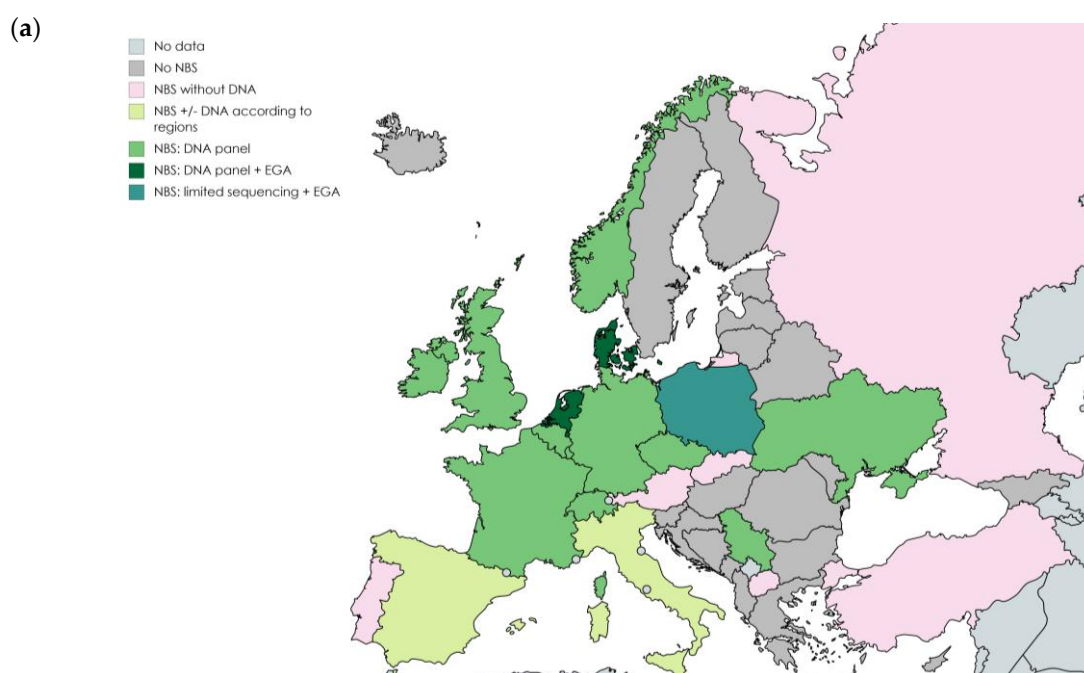 (a)
No data
No NBS
NBS without DNA
NBS +/- DNA according to
regions
NBS: DNA panel
NBS: DNA panel + EGA
NBS: limited sequencing + EGA